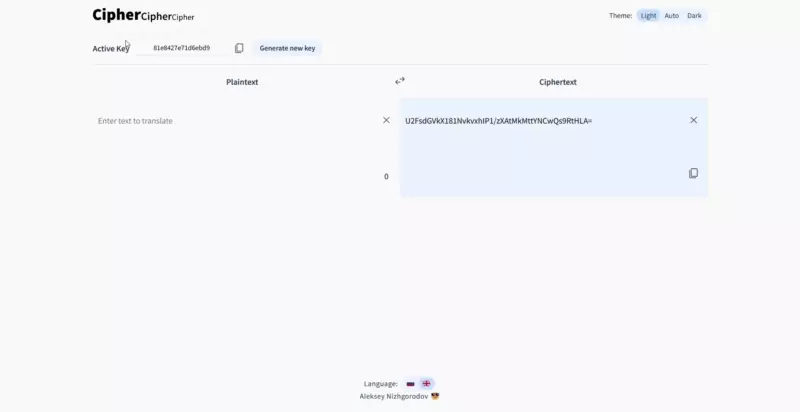 CipherCipherCipher
Theme: Light Auto Dark
Active Key 81e8427e71d6ebd9 Generate new key
Plaintext Ciphertext
Enter text to translate
U2FsdGVkX181NvkvxhIP1/zXAtMkMttYNCwQs9RtHLA=
0
Language:
Aleksey Nizhgorodov